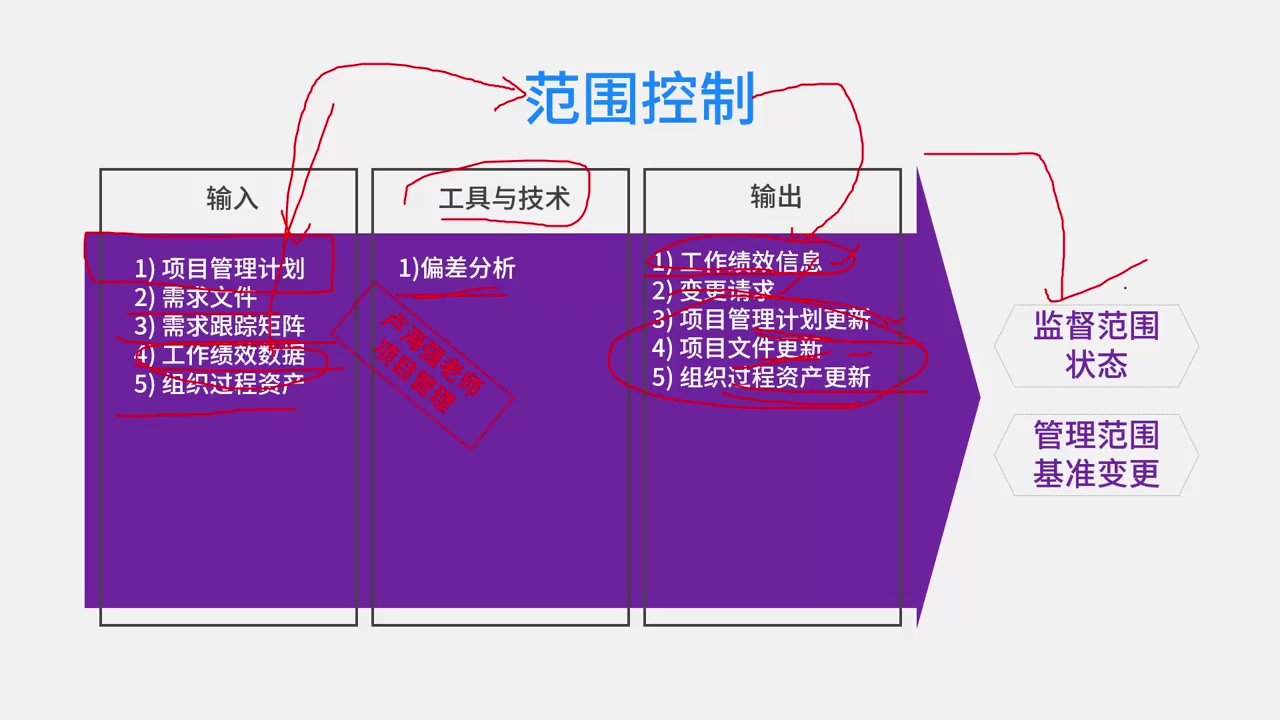 范围控制
输入
1) 项目管理计划
2) 需求文件
3) 需求跟踪矩阵
4) 工作绩效数据
5) 组织过程资产
工具与技术
1)偏差分析
卢海强老师
项目管理
输出
1) 工作绩效信息
2) 变更请求
3) 项目管理计划更新
4) 项目文件更新
5) 组织过程资产更新
监督范围
状态
管理范围
基准变更